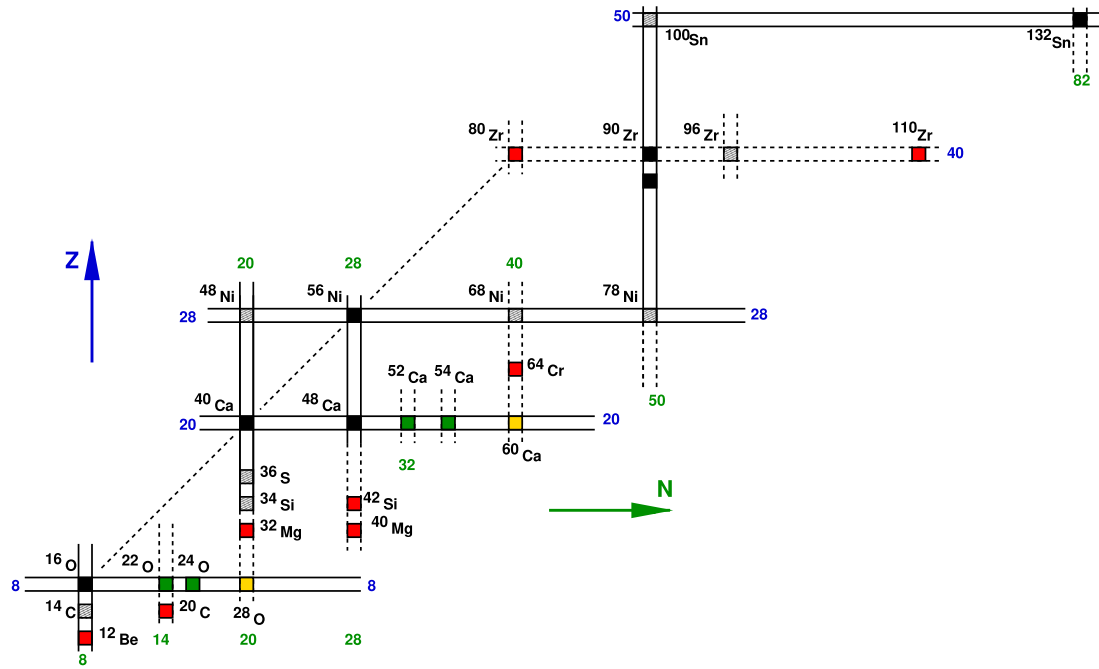 50
100Sn
132Sn
82
80Zr
90Zr
96Zr
110Zr
40
Z
20
28
40
48Ni
56Ni
68Ni
78Ni
28
28
64Cr
52Ca
54Ca
50
40Ca
48Ca
20
20
60Ca
32
36S
34Si
42Si
N
32Mg
40Mg
16O
22O
24O
8
8
14C
20C
28O
12Be
14
20
28
8